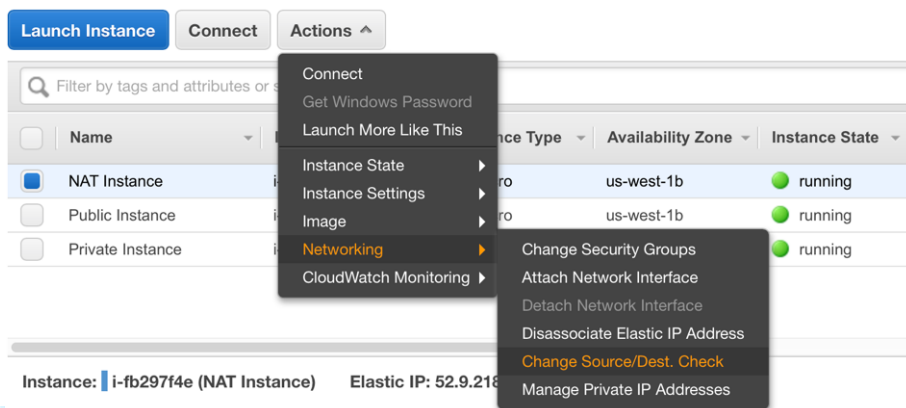 Launch Instance Connect Actions
Filter by tags and attributes or
Connect
Get Windows Password
Launch More Like This
Name Type Availability Zone Instance State
Instance State
NAT Instance us-west-1b running
Instance Settings
Public Instance us-west-1b running
Image
Private Instance running
Networking
Change Security Groups
CloudWatch Monitoring
Attach Network Interface
Detach Network Interface
Disassociate Elastic IP Address
Change Source/Dest. Check
Manage Private IP Addresses
Instance: i-fb297f4e (NAT Instance) Elastic IP: 52.9.218